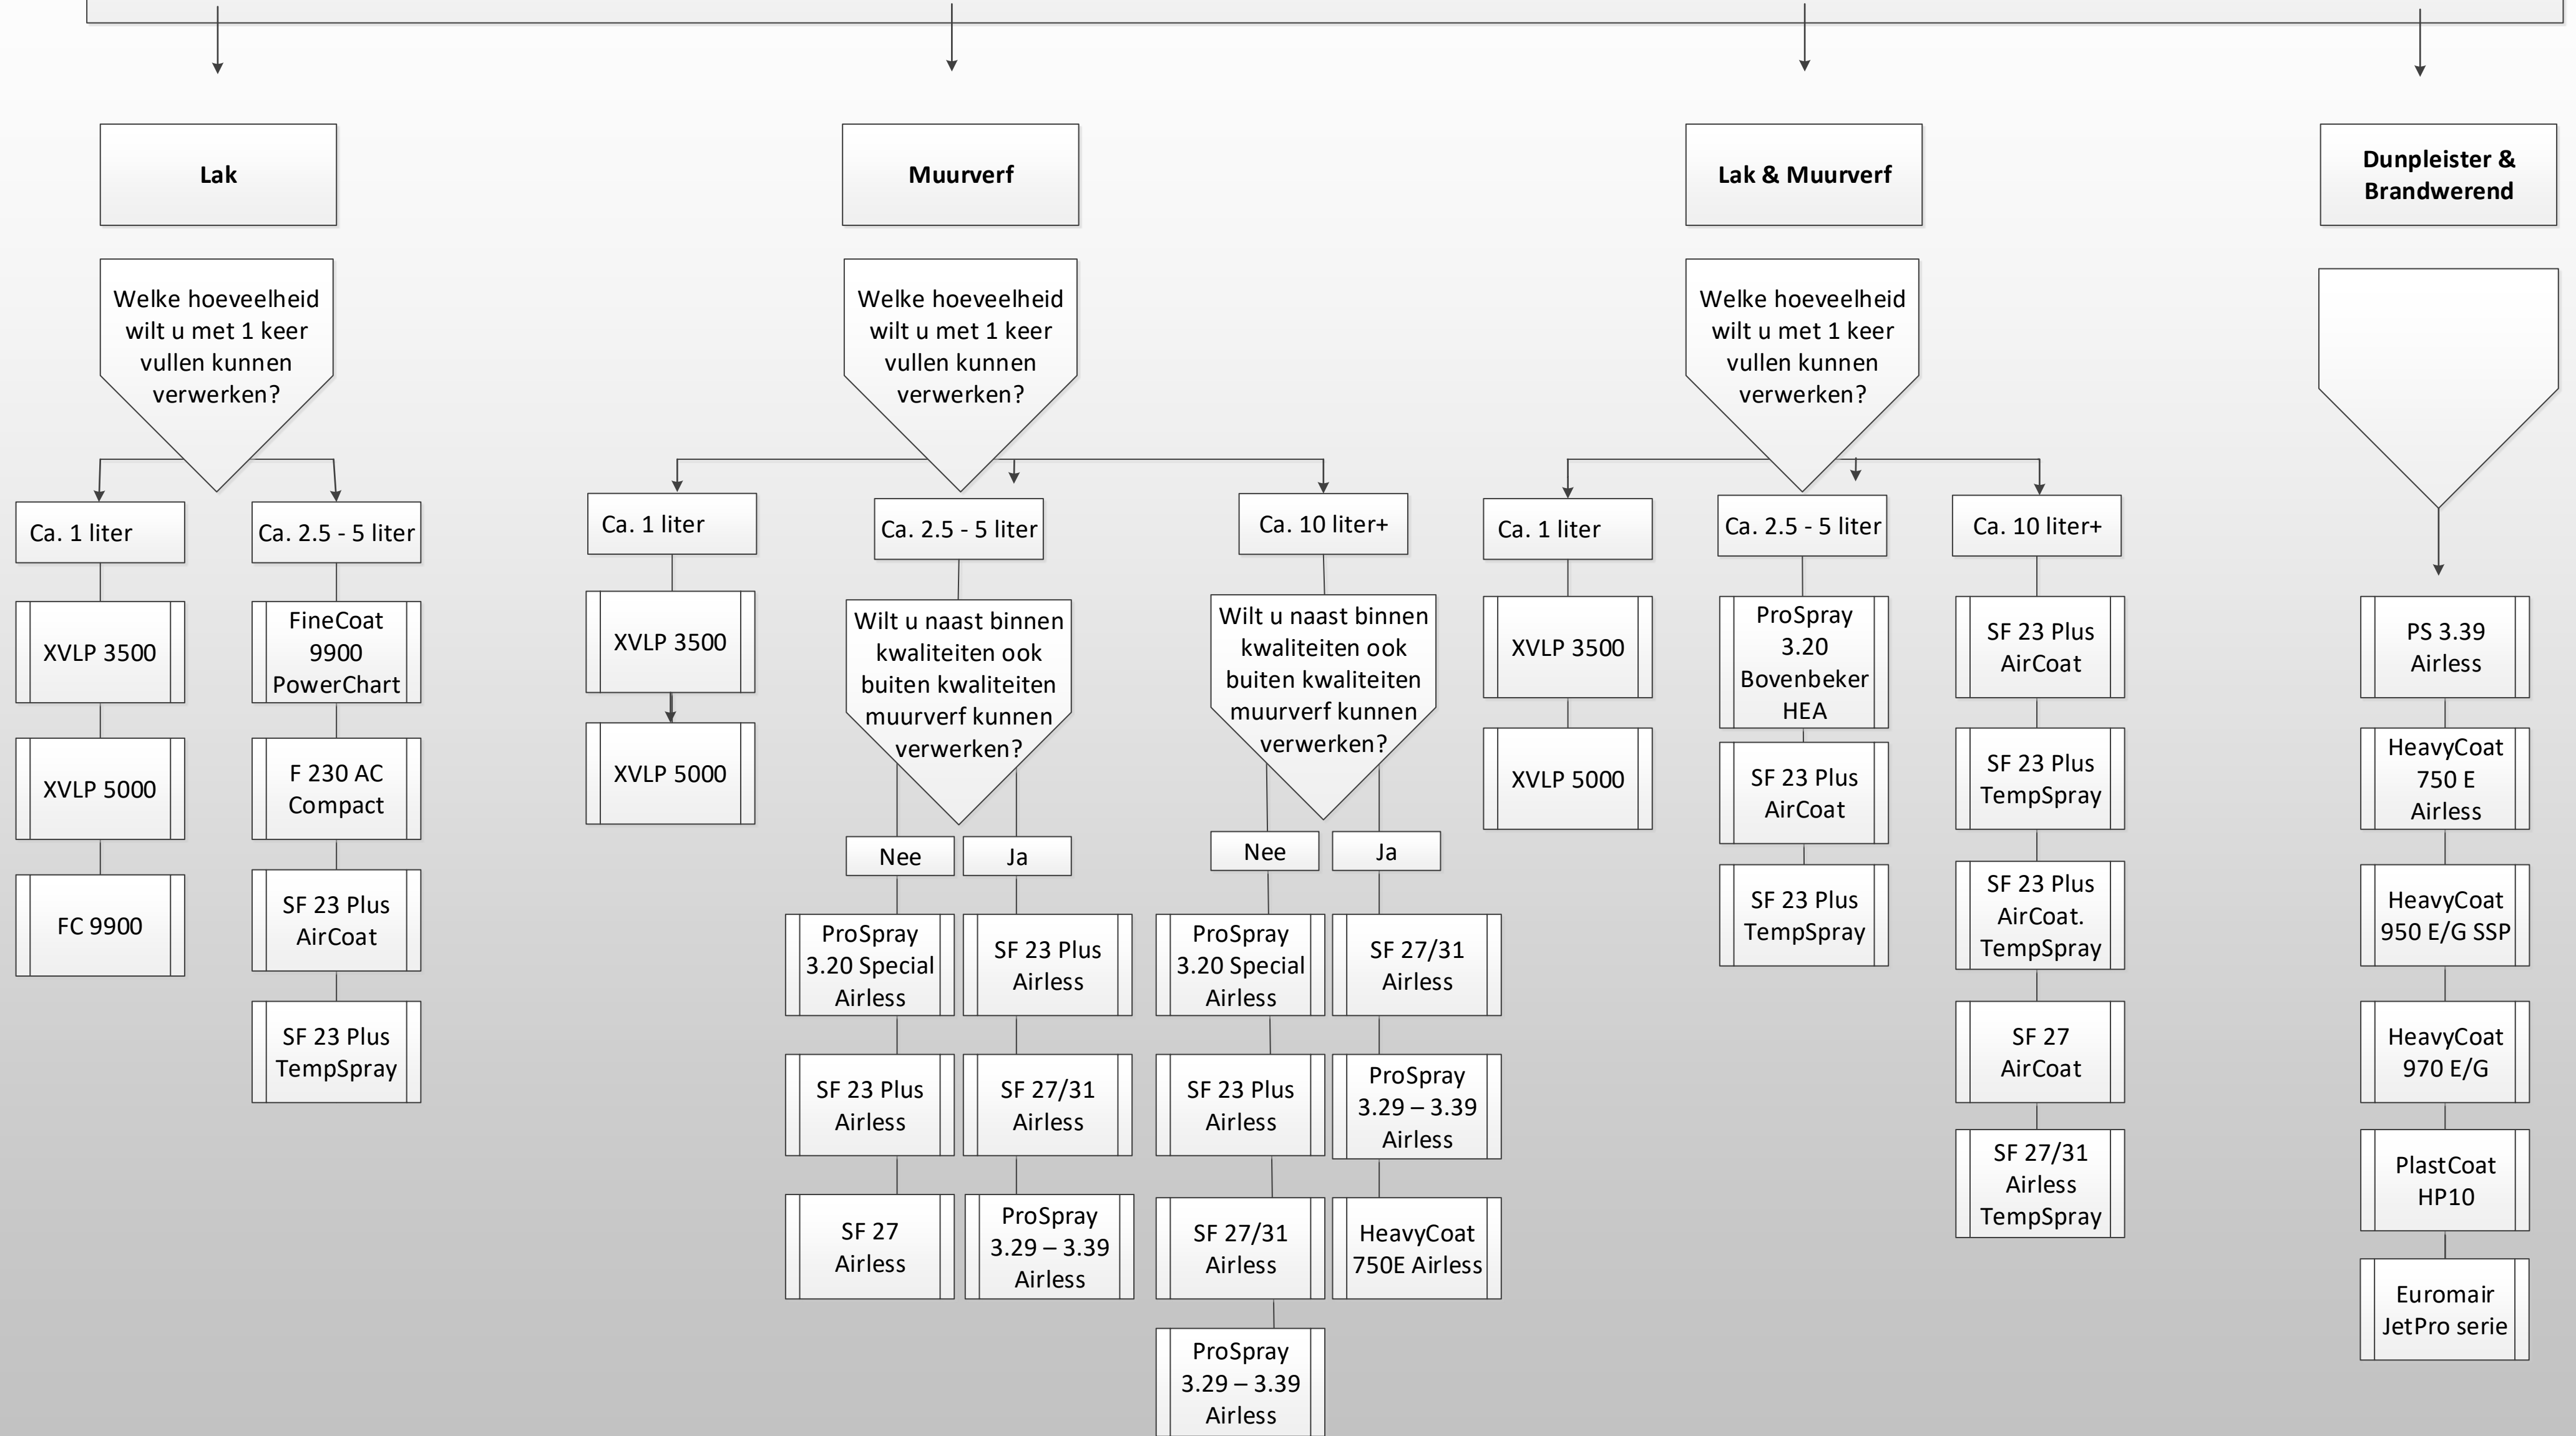 Lak
Welke hoeveelheid
wilt u met 1 keer
vullen kunnen
verwerken?
Ca. 1 liter
XVLP 3500
XVLP 5000
FC 9900
Ca. 2.5 - 5 liter
FineCoat
9900
PowerChart
F 230 AC
Compact
SF 23 Plus
AirCoat
SF 23 Plus
TempSpray
Muurverf
Welke hoeveelheid
wilt u met 1 keer
vullen kunnen
verwerken?
Ca. 1 liter
XVLP 3500
XVLP 5000
Ca. 2.5 - 5 liter
Wilt u naast binnen
kwaliteiten ook
buiten kwaliteiten
muurverf kunnen
verwerken?
Nee
ProSpray
3.20 Special
Airless
SF 23 Plus
Airless
SF 27
Airless
Ja
SF 23 Plus
Airless
SF 27/31
Airless
ProSpray
3.29 – 3.39
Airless
Ca. 10 liter+
Wilt u naast binnen
kwaliteiten ook
buiten kwaliteiten
muurverf kunnen
verwerken?
Nee
ProSpray
3.20 Special
Airless
SF 23 Plus
Airless
SF 27/31
Airless
ProSpray
3.29 – 3.39
Airless
Ja
SF 27/31
Airless
ProSpray
3.29 – 3.39
Airless
HeavyCoat
750E Airless
Lak & Muurverf
Welke hoeveelheid
wilt u met 1 keer
vullen kunnen
verwerken?
Ca. 1 liter
XVLP 3500
XVLP 5000
Ca. 2.5 - 5 liter
ProSpray
3.20
Bovenbeker
HEA
SF 23 Plus
AirCoat
SF 23 Plus
TempSpray
Ca. 10 liter+
SF 23 Plus
AirCoat
SF 23 Plus
TempSpray
SF 23 Plus
AirCoat.
TempSpray
SF 27
AirCoat
SF 27/31
Airless
TempSpray
Dunpleister &
Brandwerend
PS 3.39
Airless
HeavyCoat
750 E
Airless
HeavyCoat
950 E/G SSP
HeavyCoat
970 E/G
PlastCoat
HP10
Euromair
JetPro serie